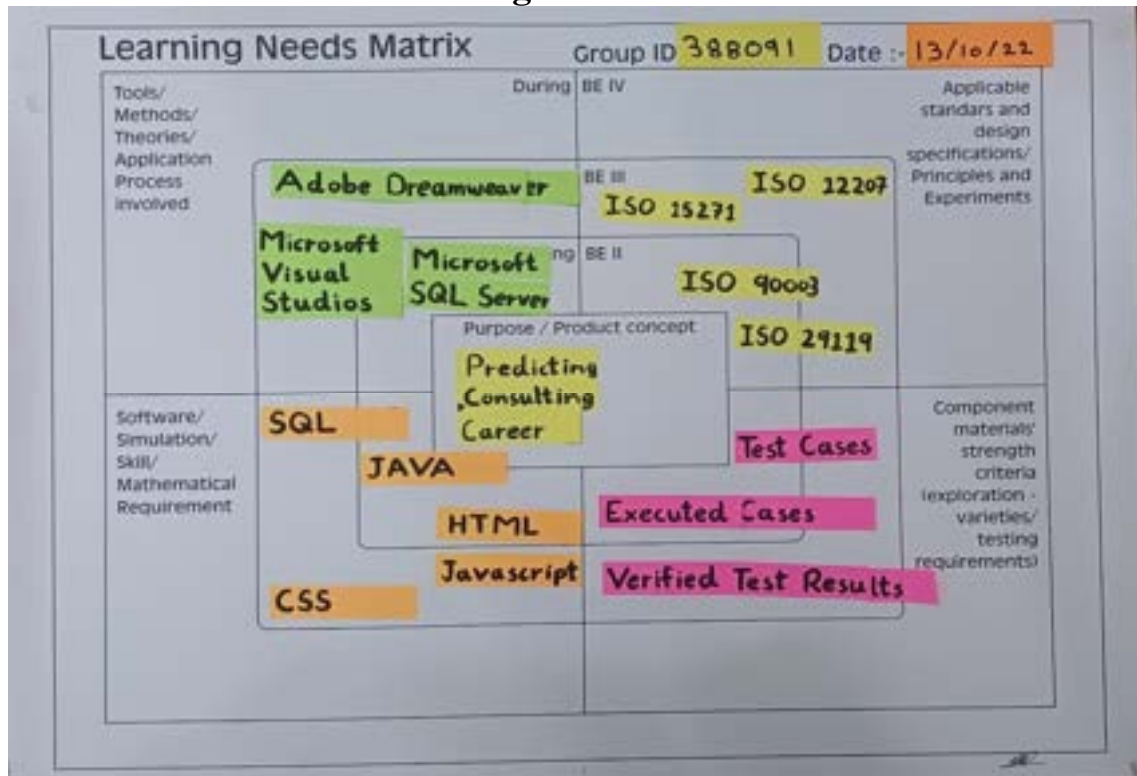 Learning Needs Matrix
Group ID 388091 Date :- 13/10/22
Tools/
Methods/
Theories/
Application
Process
involved
During BE IV
Applicable
standars and
design
specifications/
Principles and
Experiments
Adobe Dreamweaver
BE III
ISO 12207
ISO 15271
Microsoft
Visual
Studios
Microsoft
SQL Server
ng BE II
ISO 90003
ISO 29119
Purpose / Product concept
Predicting
Consulting
Career
Software/
Simulation/
Skill/
Mathematical
Requirement
SQL
JAVA
HTML
Javascript
CSS
Component
materials'
strength
criteria
(exploration -
varieties/
testing
requirements)
Test Cases
Executed Cases
Verified Test Results